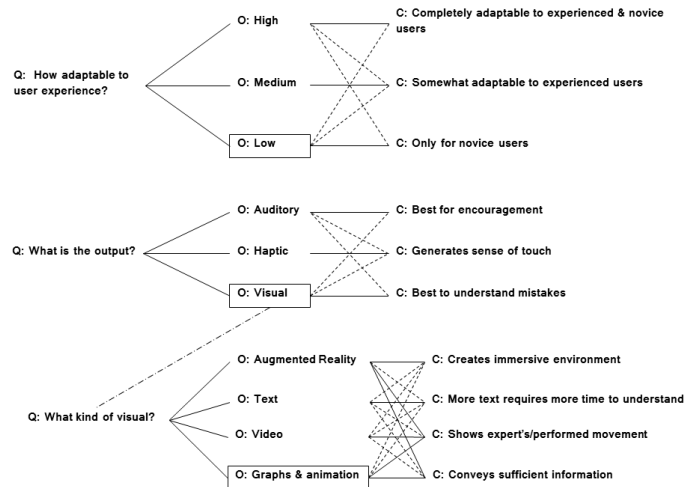 O: High
C: Completely adaptable to experienced & novice
users
Q: How adaptable to
user experience?
O: Medium
C: Somewhat adaptable to experienced users
O: Low
C: Only for novice users
O: Auditory
C: Best for encouragement
Q: What is the output?
O: Haptic
C: Generates sense of touch
O: Visual
C: Best to understand mistakes
O: Augmented Reality
C: Creates immersive environment
O: Text
C: More text requires more time to understand
Q: What kind of visual?
O: Video
C: Shows expert's/performed movement
O: Graphs & animation
C: Conveys sufficient information